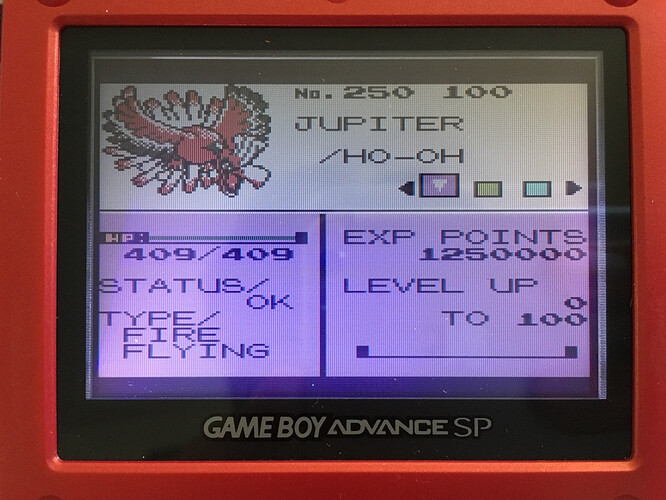 No. 250 100
JUPITER
/HO-OH
HP:
409/409
STATUS/
OK
TYPE/
FIRE
FLYING
EXP POINTS
1250000
LEVEL UP
0
TO 100
GAME BOY ADVANCE SP